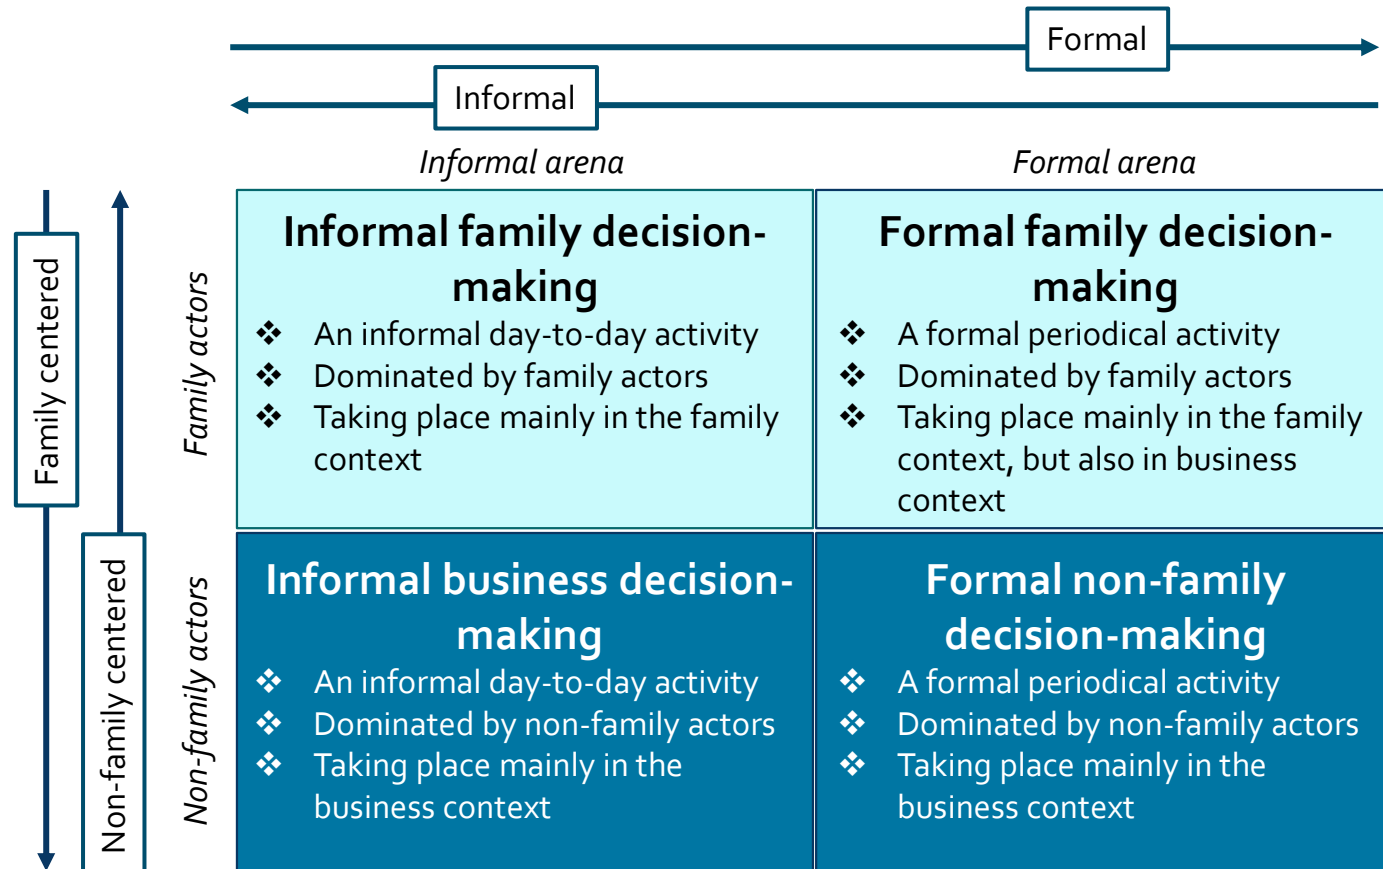 Formal
Informal
Informal arena
Formal arena
Family centered
Non-family centered
Family actors
Non-family actors
Informal family decision-
making
❖ An informal day-to-day activity
❖ Dominated by family actors
❖ Taking place mainly in the family
context
Formal family decision-
making
❖ A formal periodical activity
❖ Dominated by family actors
❖ Taking place mainly in the family
context, but also in business
context
Informal business decision-
making
❖ An informal day-to-day activity
❖ Dominated by non-family actors
❖ Taking place mainly in the
business context
Formal non-family
decision-making
❖ A formal periodical activity
❖ Dominated by non-family actors
❖ Taking place mainly in the
business context